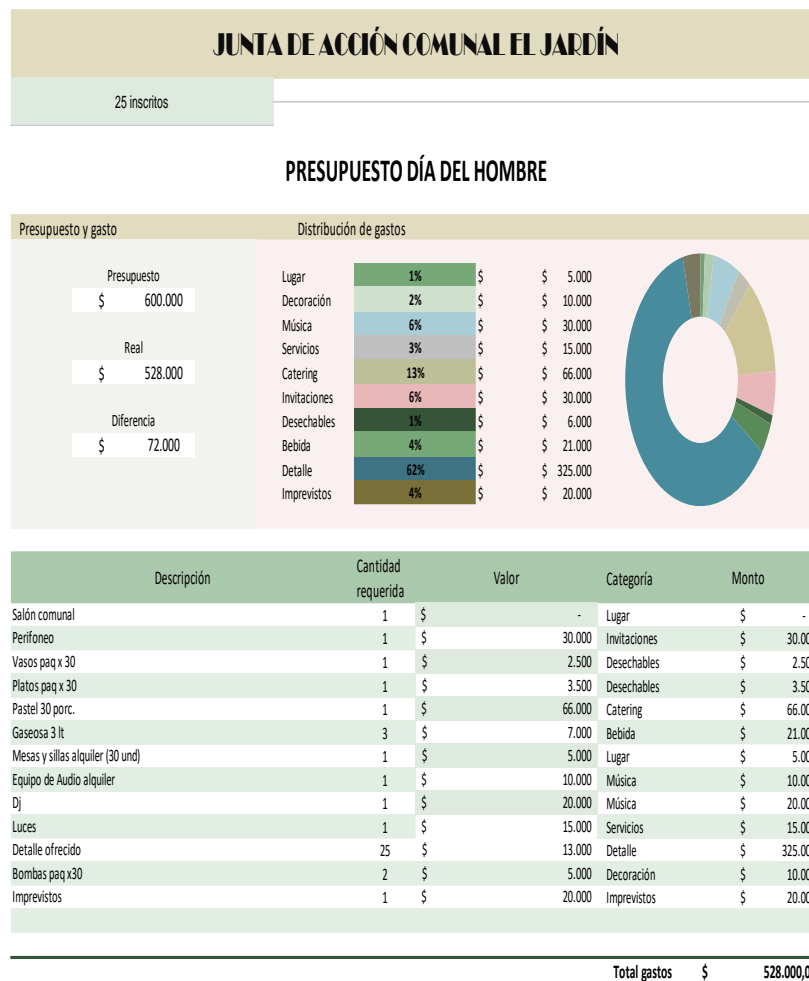 JUNTA DE ACCIÓN COMUNAL EL JARDÍN
25 inscritos
PRESUPUESTO DÍA DEL HOMBRE
Presupuesto y gasto Distribución de gastos
Presupuesto
$ 600.000
Real
$ 528.000
Diferencia
$ 72.000
Lugar 1% $ $ 5.000
Decoración 2% $ $ 10.000
Música 6% $ $ 30.000
Servicios 3% $ $ 15.000
Catering 13% $ $ 66.000
Invitaciones 6% $ $ 30.000
Desechables 1% $ $ 6.000
Bebida 4% $ $ 21.000
Detalle 62% $ $ 325.000
Imprevistos 4% $ $ 20.000
Descripción Cantidad requerida Valor Categoría Monto
Salón comunal 1 $ - Lugar $ -
Perifoneo 1 $ 30.000 Invitaciones $ 30.00
Vasos paq x 30 1 $ 2.500 Desechables $ 2.50
Platos paq x 30 1 $ 3.500 Desechables $ 3.50
Pastel 30 porc. 1 $ 66.000 Catering $ 66.00
Gaseosa 3 lt 3 $ 7.000 Bebida $ 21.00
Mesas y sillas alquiler (30 und) 1 $ 5.000 Lugar $ 5.00
Equipo de Audio alquiler 1 $ 10.000 Música $ 10.00
Dj 1 $ 20.000 Música $ 20.00
Luces 1 $ 15.000 Servicios $ 15.00
Detalle ofrecido 25 $ 13.000 Detalle $ 325.00
Bombas paq x30 2 $ 5.000 Decoración $ 10.00
Imprevistos 1 $ 20.000 Imprevistos $ 20.00
Total gastos $ 528.000,0